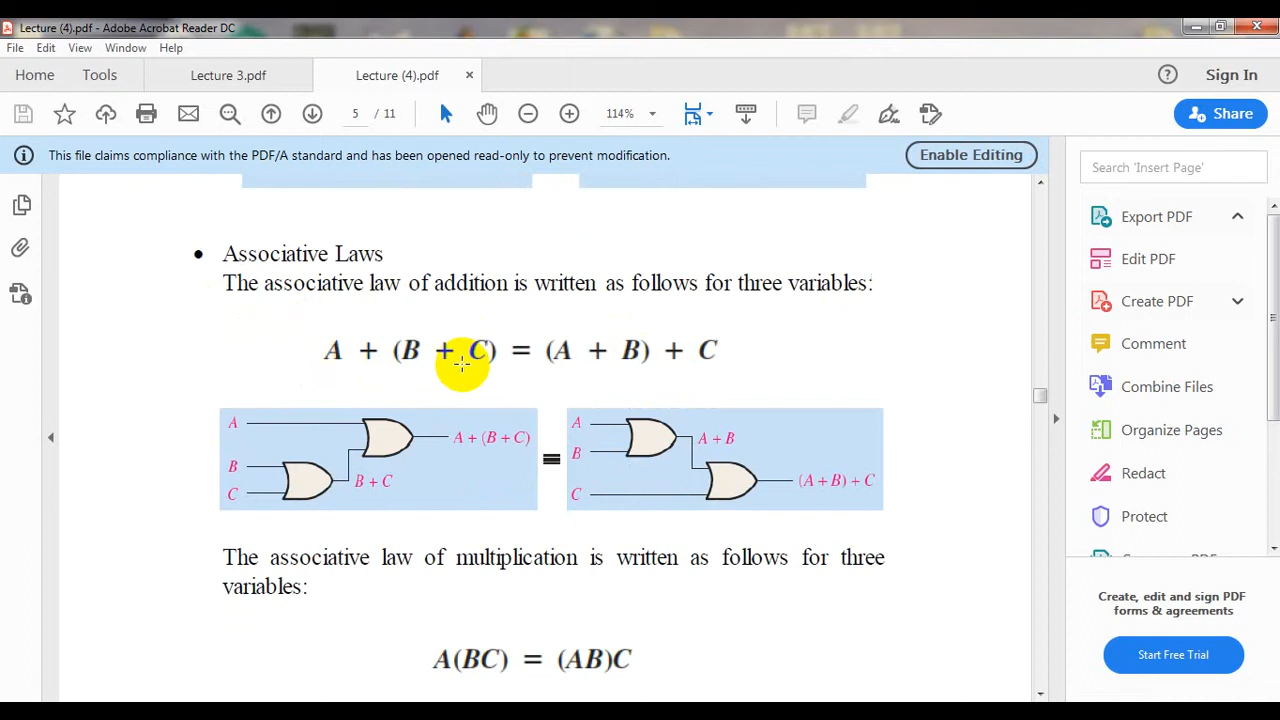 Lecture (4).pdf - Adobe Acrobat Reader DC
File Edit View Window Help
Home Tools Lecture 3.pdf Lecture (4).pdf × Sign In
5 / 11 114% Share
This file claims compliance with the PDF/A standard and has been opened read-only to prevent modification. Enable Editing
Search 'Insert Page'
• Associative Laws
The associative law of addition is written as follows for three variables:
A + (B + C) = (A + B) + C
A
B
C
B + C
A + (B + C)
≡
A
B
C
A + B
(A + B) + C
The associative law of multiplication is written as follows for three
variables:
A(BC) = (AB)C
Export PDF
Edit PDF
Create PDF
Comment
Combine Files
Organize Pages
Redact
Protect
Create, edit and sign PDF
forms & agreements
Start Free Trial